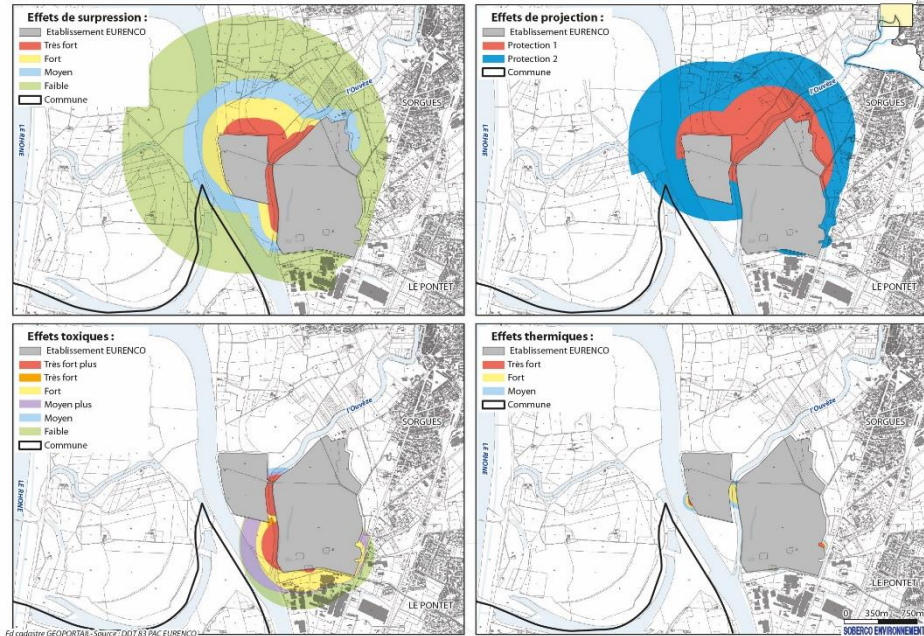 Effets de surpression :
Etablissement EURENCO
Très fort
Fort
Moyen
Faible
Commune
LE RHONE
l'Ouvèze
SORGUES
LE PONTET
Effets de projection :
Etablissement EURENCO
Protection 1
Protection 2
Commune
LE RHONE
l'Ouvèze
SORGUES
LE PONTET
Effets toxiques :
Etablissement EURENCO
Très fort plus
Très fort
Fort
Moyen plus
Moyen
Faible
Commune
LE RHONE
l'Ouvèze
SORGUES
LE PONTET
Effets thermiques :
Etablissement EURENCO
Très fort
Fort
Moyen
Commune
LE RHONE
l'Ouvèze
SORGUES
LE PONTET
0 350m 750m
SOBERCO ENVIRONNEMENT
Fd cadastre GEOPORTAIL - Source : DDT 83 PAC EURENCO